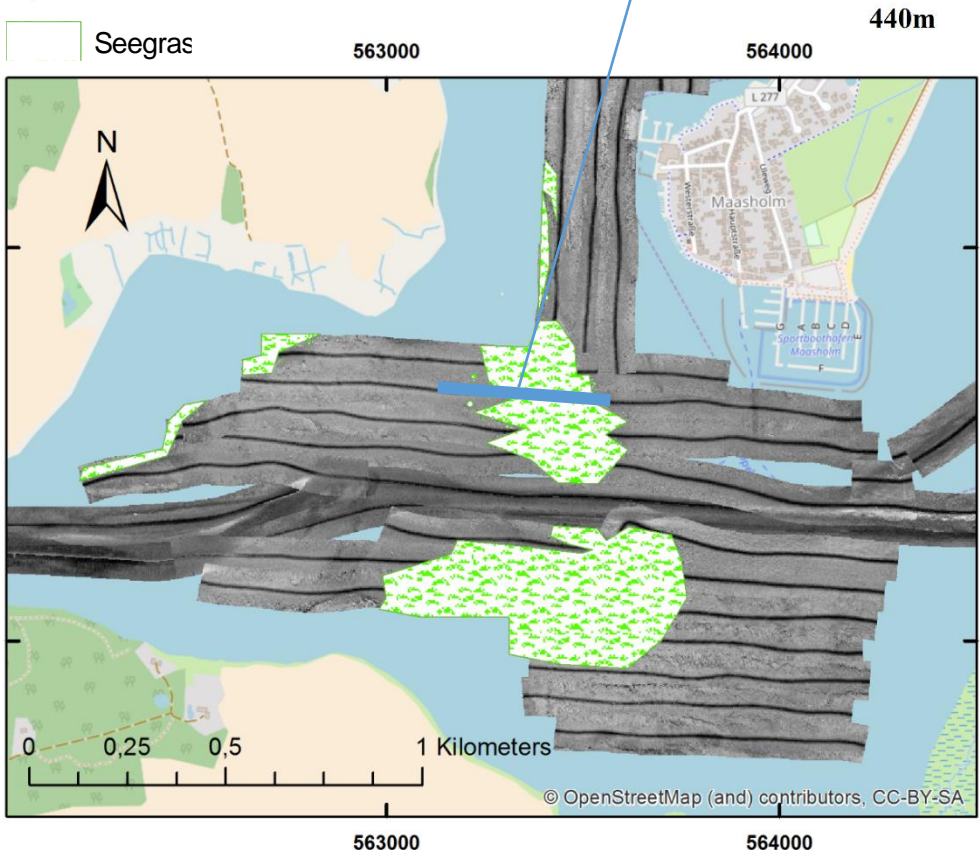 440m
Seegras
563000
564000
N
L 277
Uleweg
Westerstraße
Hauptstraße
Maasholm
G A B C D E
Sportboothafen
Maasholm
F
0 0,25 0,5 1 Kilometers
© OpenStreetMap (and) contributors, CC-BY-SA
563000
564000